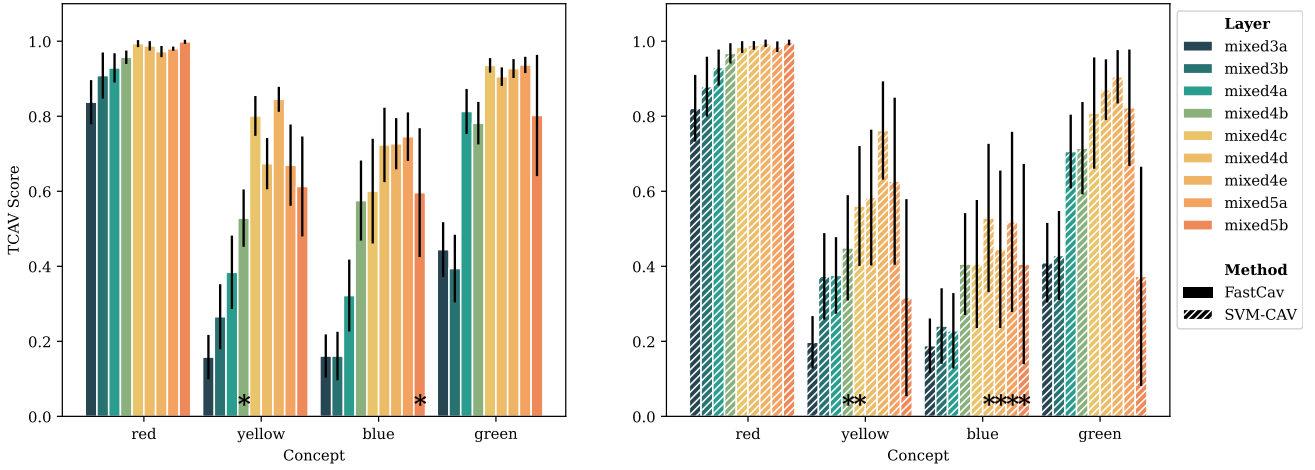 TCAV Score
1.0
0.8
0.6
0.4
0.2
0.0
* *
red yellow blue green
Concept
1.0
0.8
0.6
0.4
0.2
0.0
** ****
red yellow blue green
Concept
Layer
mixed3a
mixed3b
mixed4a
mixed4b
mixed4c
mixed4d
mixed4e
mixed5a
mixed5b
Method
FastCav
SVM-CAV